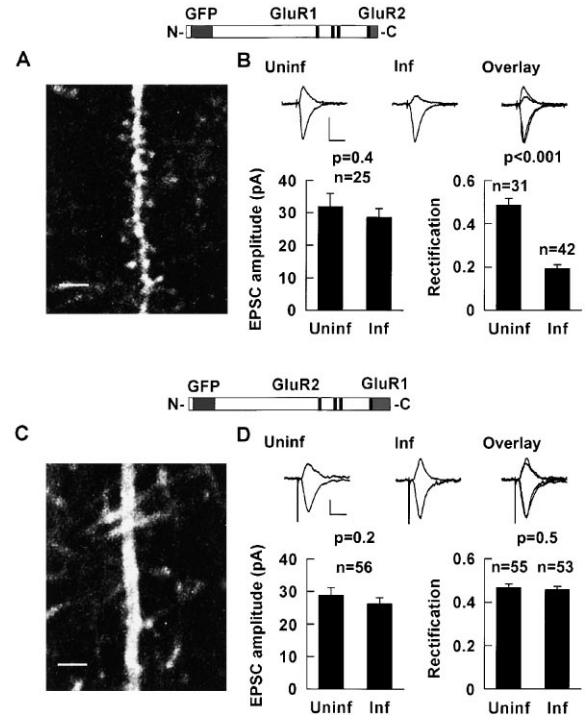 GFP GluR1 GluR2
N- -C
A
B
Uninf Inf Overlay
p=0.4 p<0.001
n=25
n=31
n=42
EPSC amplitude (pA)
40
30
20
10
0
Uninf Inf
Rectification
0.6
0.4
0.2
0
Uninf Inf
GFP GluR2 GluR1
N- -C
C
D
Uninf Inf Overlay
p=0.2 p=0.5
n=56
n=55 n=53
EPSC amplitude (pA)
40
30
20
10
0
Uninf Inf
Rectification
0.6
0.4
0.2
0
Uninf Inf